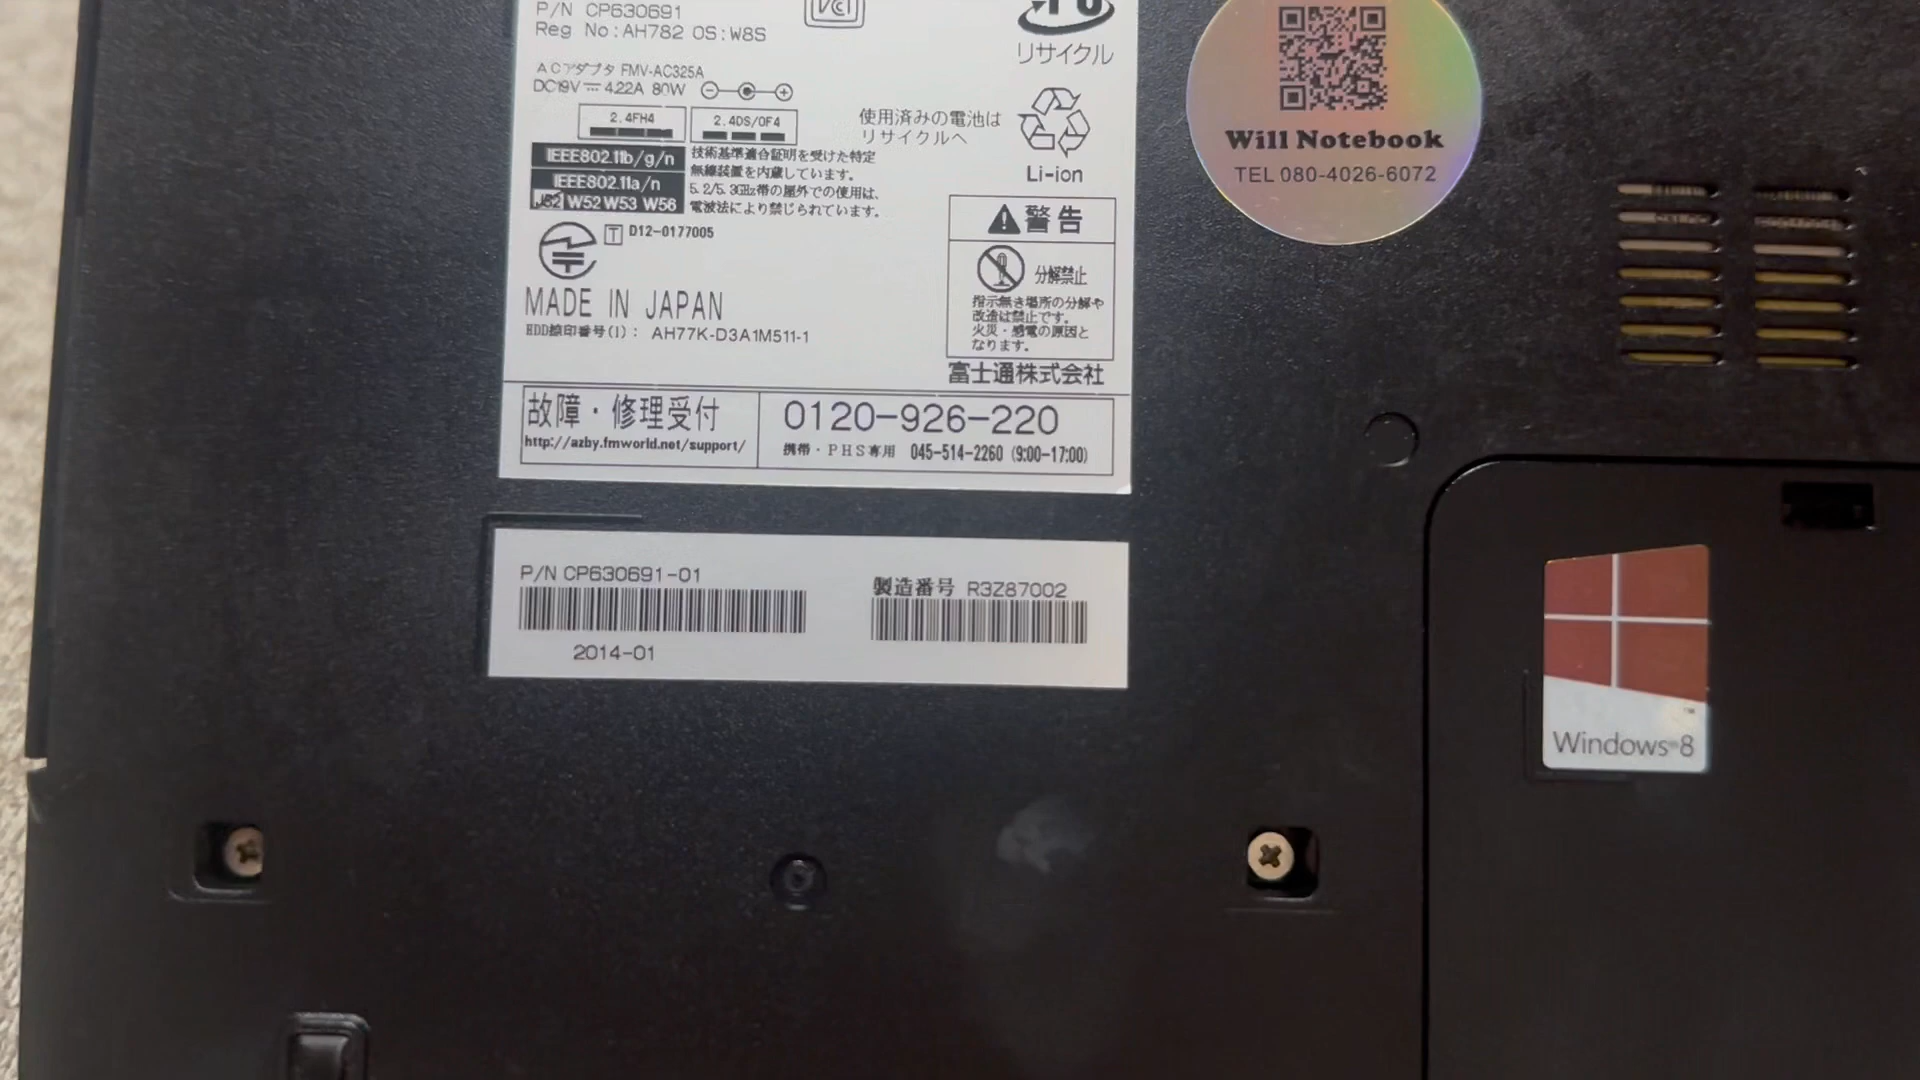 P/N CP630691
Reg No:AH782 OS:W8S
VCI
リサイクル
ACアダプタ FMV-AC325A
DC19V 4.22A 80W
2.4FH4
2.4DS/OF4
使用済みの電池は
リサイクルへ
Li-ion
IEEE802.11b/g/n
IEEE802.11a/n
J52 W52 W53 W56
技術基準適合証明を受けた特定
無線装置を内蔵しています。
5.2/5.3GHz帯の屋外での使用は、
電波法により禁じられています。
T D12-0177005
MADE IN JAPAN
HDD捺印番号(1): AH77K-D3A1M511-1
警告
分解禁止
指示無き場所の分解や
改造は禁止です。
火災・感電の原因と
なります。
富士通株式会社
故障・修理受付
http://azby.fmworld.net/support/
0120-926-220
携帯・PHS専用 045-514-2260 (9:00-17:00)
Will Notebook
TEL 080-4026-6072
P/N CP630691-01
2014-01
製造番号 R3Z87002
Windows®8